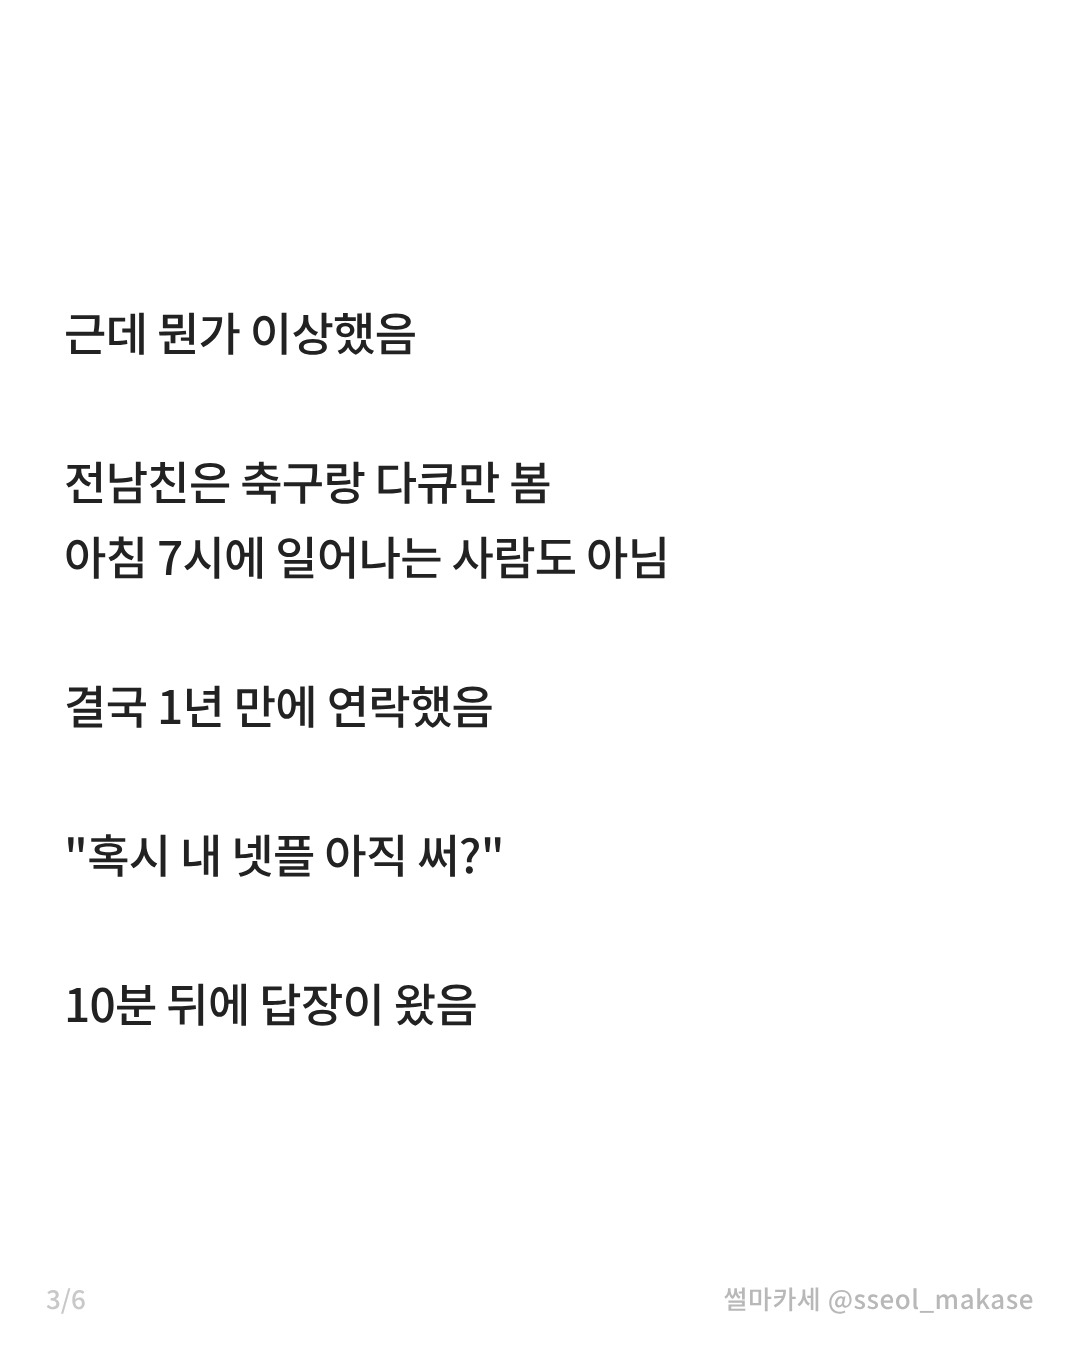 근데 뭔가 이상했음
전남친은 축구랑 다큐만 봄
아침 7시에 일어나는 사람도 아님
결국 1년 만에 연락했음
"혹시 내 넷플 아직 써?"
10분 뒤에 답장이 왔음
3/6
썰마카세 @sseol_makase